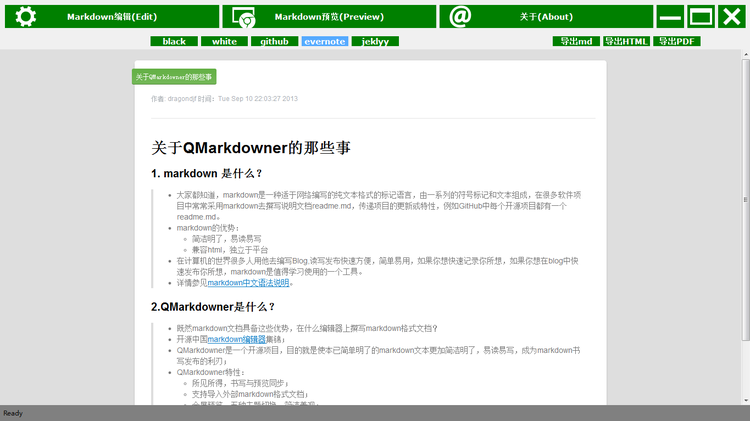 Markdown编辑(Edit)
Markdown预览(Preview)
关于(About)
black
white
github
evernote
jeklyy
导出md
导出HTML
导出PDF
关于QMarkdowner的那些事
作者: dragondjf 时间: Tue Sep 10 22:03:27 2013
关于QMarkdowner的那些事
1. markdown 是什么？
大家都知道，markdown是一种适于网络编写的纯文本格式的标记语言，由一系列的符号标记和文本组成，在很多软件项
目中常常采用markdown去撰写说明文档readme.md，传递项目的更新或特性，例如GitHub中每个开源项目都有一个
readme.md。
markdown的优势：
简洁明了，易读易写
兼容html，独立于平台
在计算机的世界很多人用他去编写Blog,读写发布快速方便，简单易用，如果你想快速记录你所想，如果你想在blog中快
速发布你所想，markdown是值得学习使用的一个工具。
详情参见markdown中文语法说明。
2.QMarkdowner是什么？
既然markdown文档具备这些优势，在什么编辑器上撰写markdown格式文档？
开源中国markdown编辑器集锦；
QMarkdowner是一个开源项目，目的就是使本已简单明了的markdown文本更加简洁明了，易读易写，成为markdown书
写发布的利刃；
QMarkdowner特性：
所见所得，书写与预览同步；
支持导入外部markdown格式文档；
Ready